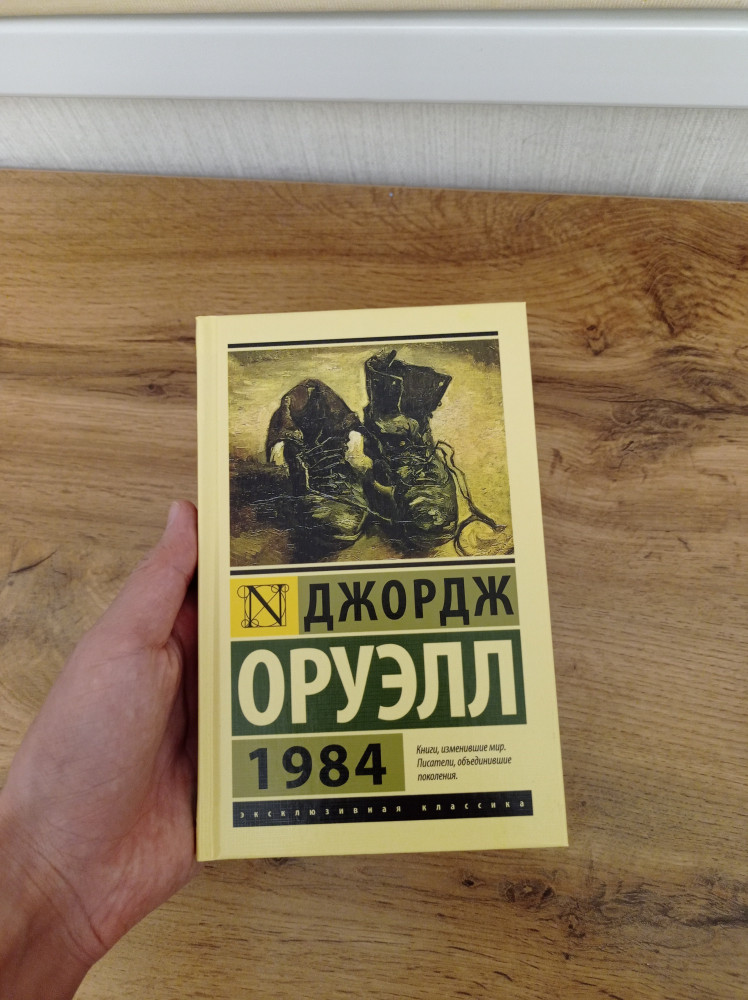 N ДЖОРДЖ
ОРУЭЛЛ
1984
Книги, изменившие мир.
Писатели, объединившие
поколения.
эксклюзивная классика